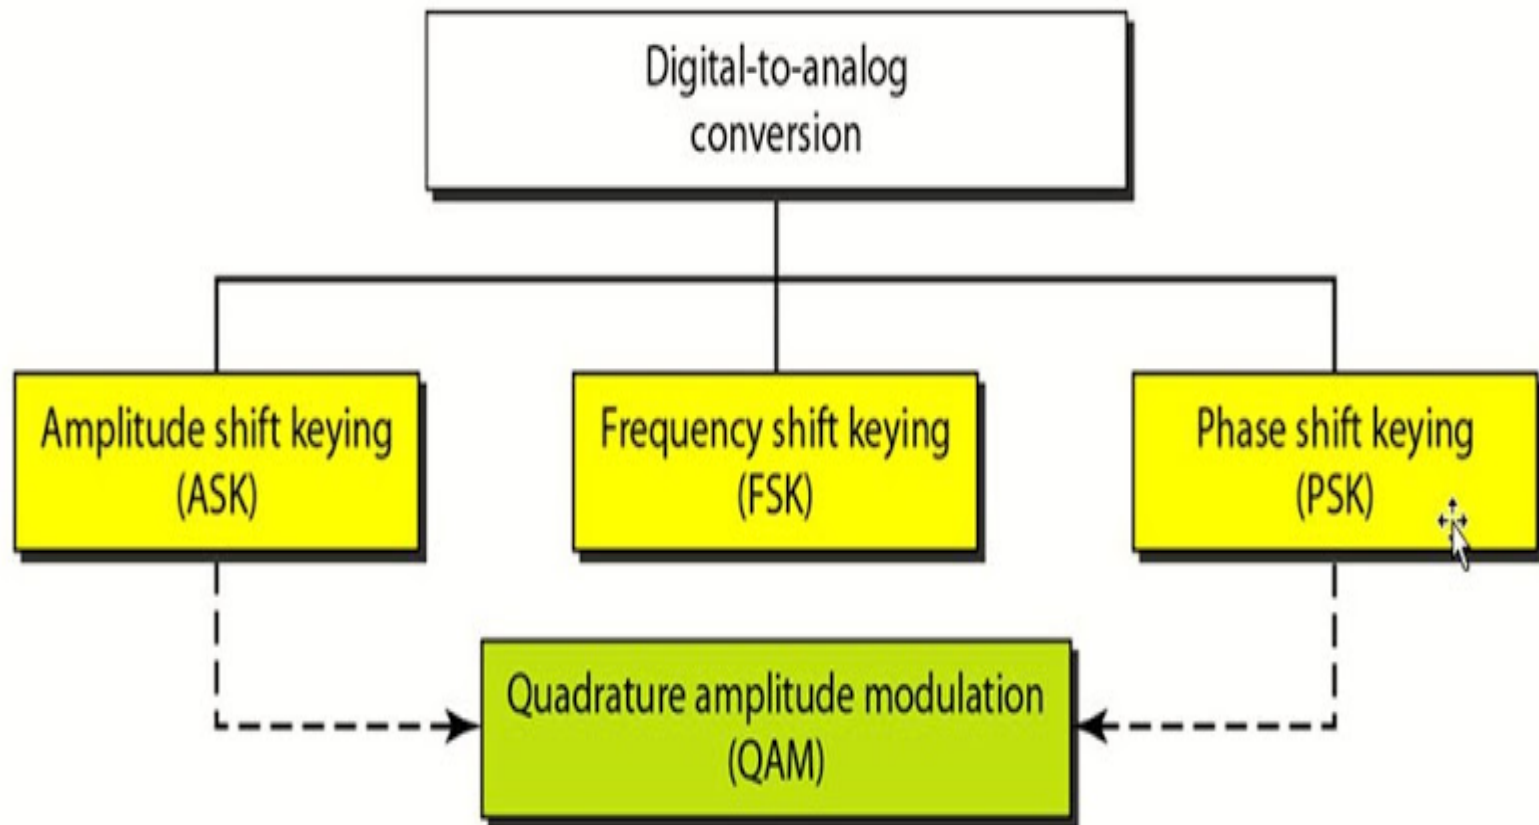 Digital-to-analog
conversion
Amplitude shift keying
(ASK)
Frequency shift keying
(FSK)
Phase shift keying
(PSK)
Quadrature amplitude modulation
(QAM)